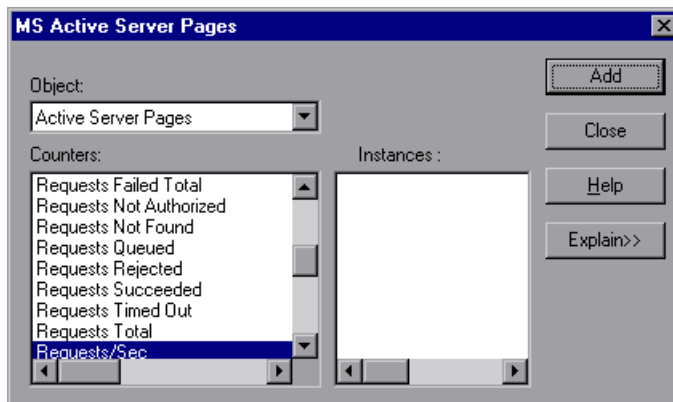 MS Active Server Pages
Object:
Active Server Pages
Counters:
Requests Failed Total
Requests Not Authorized
Requests Not Found
Requests Queued
Requests Rejected
Requests Succeeded
Requests Timed Out
Requests Total
Requests/Sec
Instances :
Add
Close
Help
Explain>>